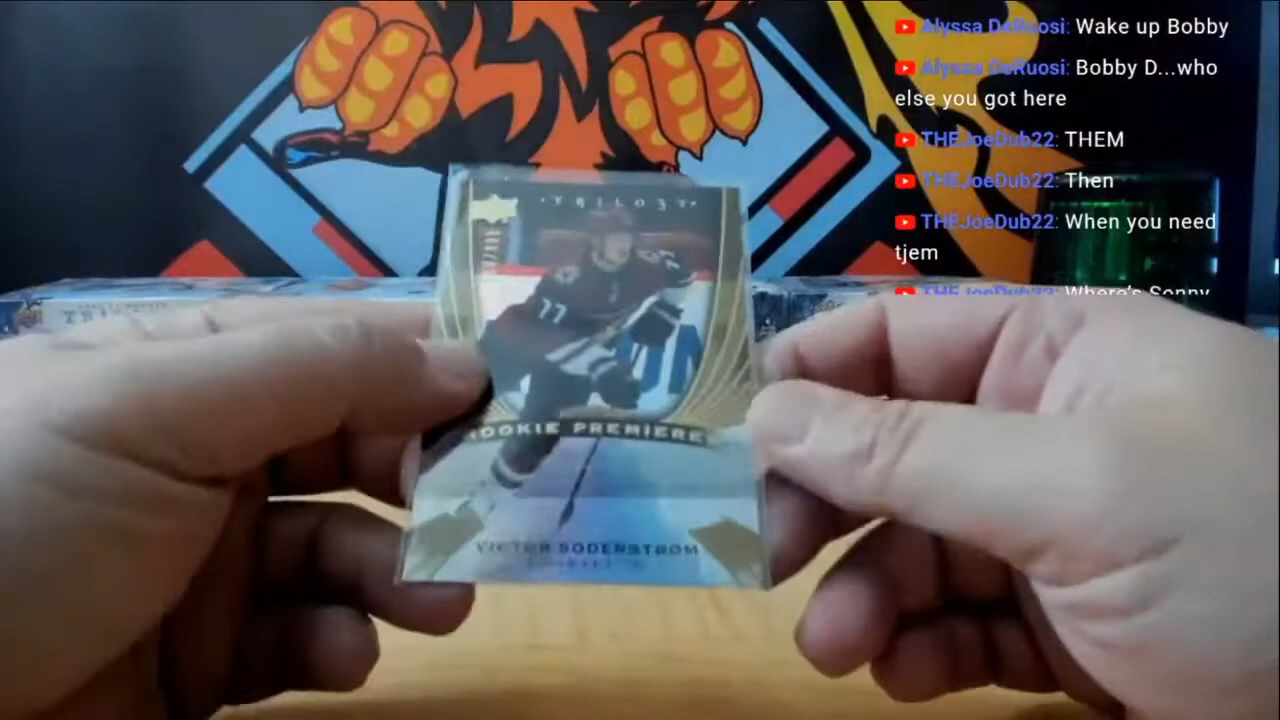 Alyssa DeRuosi: Wake up Bobby
Alyssa DeRuosi: Bobby D...who
else you got here
THEJoeDub22: THEM
THEJoeDub22: Then
THEJoeDub22: When you need
tjem
THEJoeDub22: Where's Sonny
TRILOGY
77
ROOKIE PREMIERE
VICTOR SODERSTROM